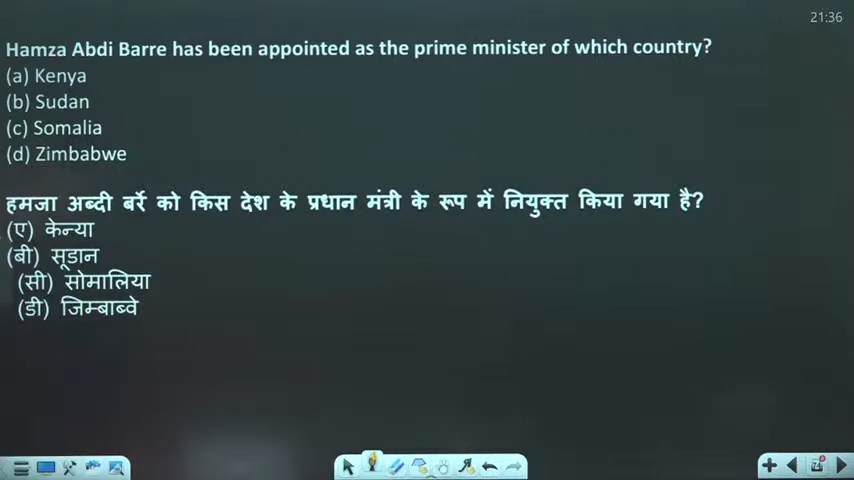 21:36
Hamza Abdi Barre has been appointed as the prime minister of which country?
(a) Kenya
(b) Sudan
(c) Somalia
(d) Zimbabwe
हमजा अब्दी बर्रे को किस देश के प्रधान मंत्री के रूप में नियुक्त किया गया है?
(ए) केन्या
(बी) सूडान
(सी) सोमालिया
(डी) जिम्बाब्वे